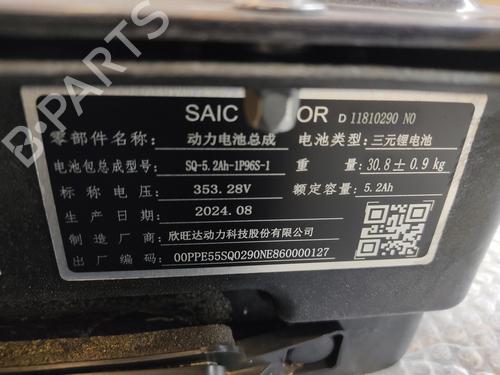 SAIC OR D 11810290 NO
零部件名称: 动力电池总成 电池类型: 三元锂电池
电池包总成型号: SQ-5.2Ah-1P96S-1 重量: 30.8±0.9 kg
标称电压: 353.28V 额定容量: 5.2Ah
生产日期: 2024.08
制造厂商: 欣旺达动力科技股份有限公司
出厂编码: 00PPE55SQ0290NE860000127
B-PARTS